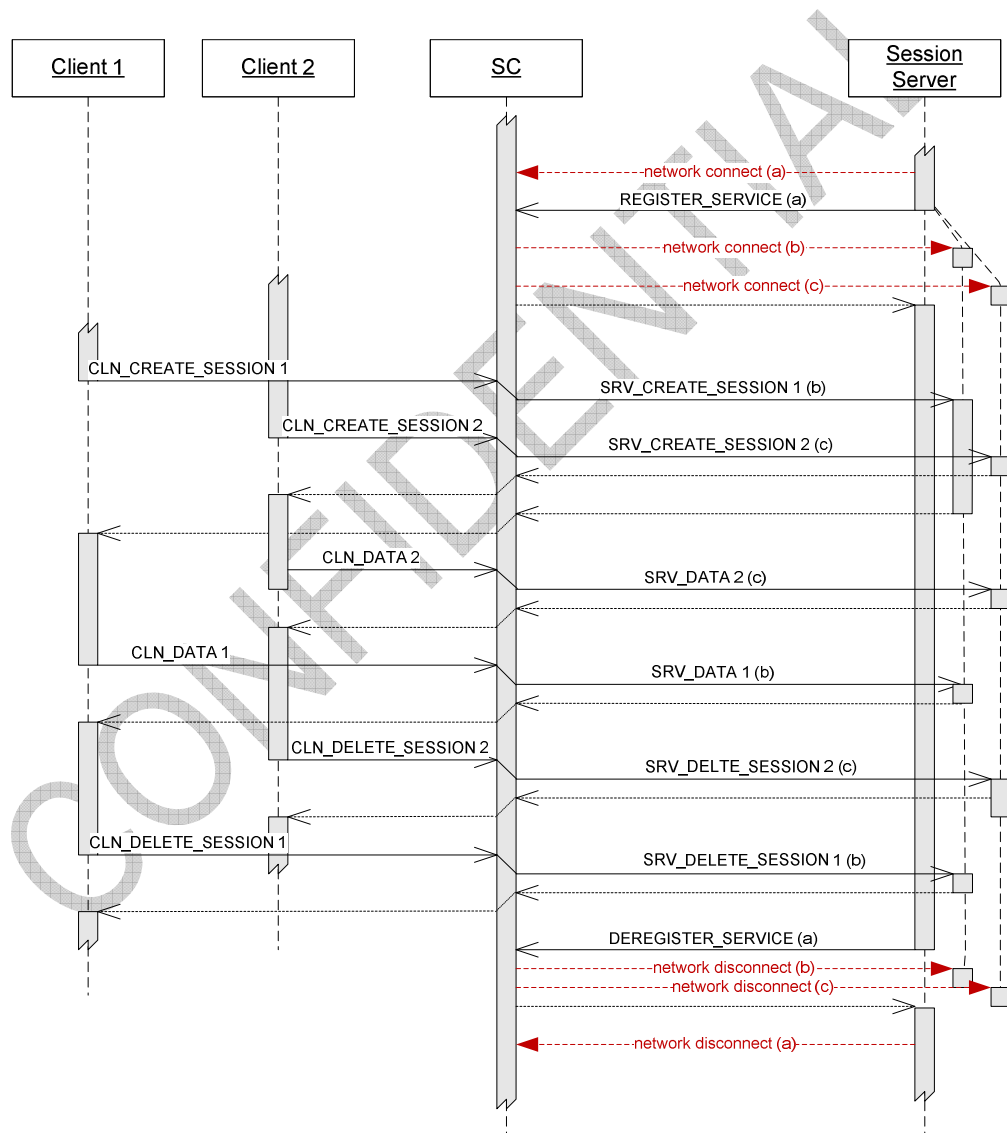 Client 1
Client 2
SC
Session
Server
network connect (a)
REGISTER_SERVICE (a)
network connect (b)
network connect (c)
CLN_CREATE_SESSION 1
SRV_CREATE_SESSION 1 (b)
CLN_CREATE_SESSION 2
SRV_CREATE_SESSION 2 (c)
CLN_DATA 2
SRV_DATA 2 (c)
CLN_DATA 1
SRV_DATA 1 (b)
CLN_DELETE_SESSION 2
SRV_DELTE_SESSION 2 (c)
CLN_DELETE_SESSION 1
SRV_DELETE_SESSION 1 (b)
DEREGISTER_SERVICE (a)
network disconnect (b)
network disconnect (c)
network disconnect (a)
CONFIDENTIAL